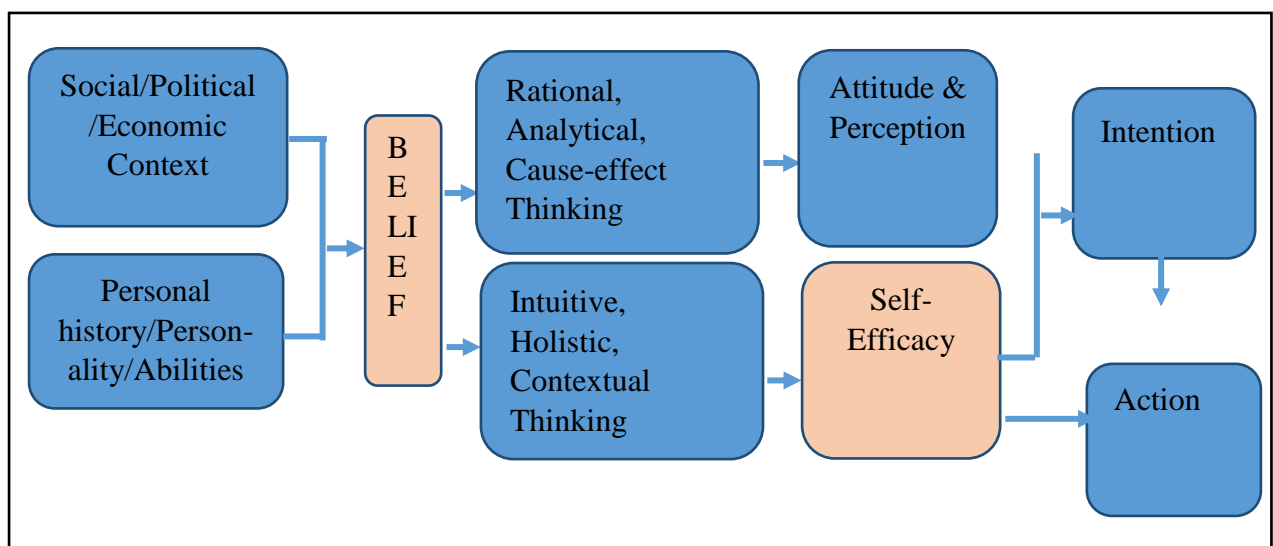 Social/Political
/Economic
Context
Personal
history/Person-
ality/Abilities
B
E
LI
E
F
Rational,
Analytical,
Cause-effect
Thinking
Intuitive,
Holistic,
Contextual
Thinking
Attitude &
Perception
Self-
Efficacy
Intention
Action